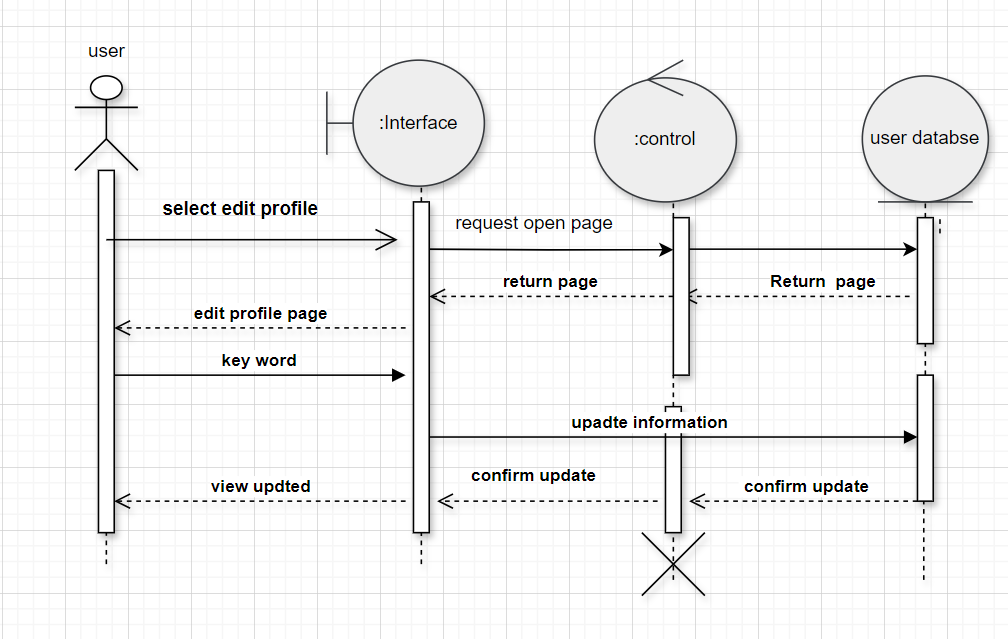 user
:Interface
:control
user databse
select edit profile
request open page
return page
Return page
edit profile page
key word
upadte information
confirm update
confirm update
view updted